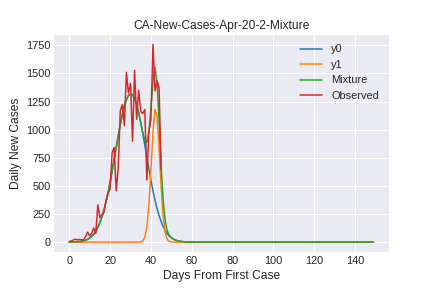 CA-New-Cases-Apr-20-2-Mixture
1750
1500
1250
1000
750
500
250
0
Daily New Cases
y0
y1
Mixture
Observed
0 20 40 60 80 100 120 140
Days From First Case